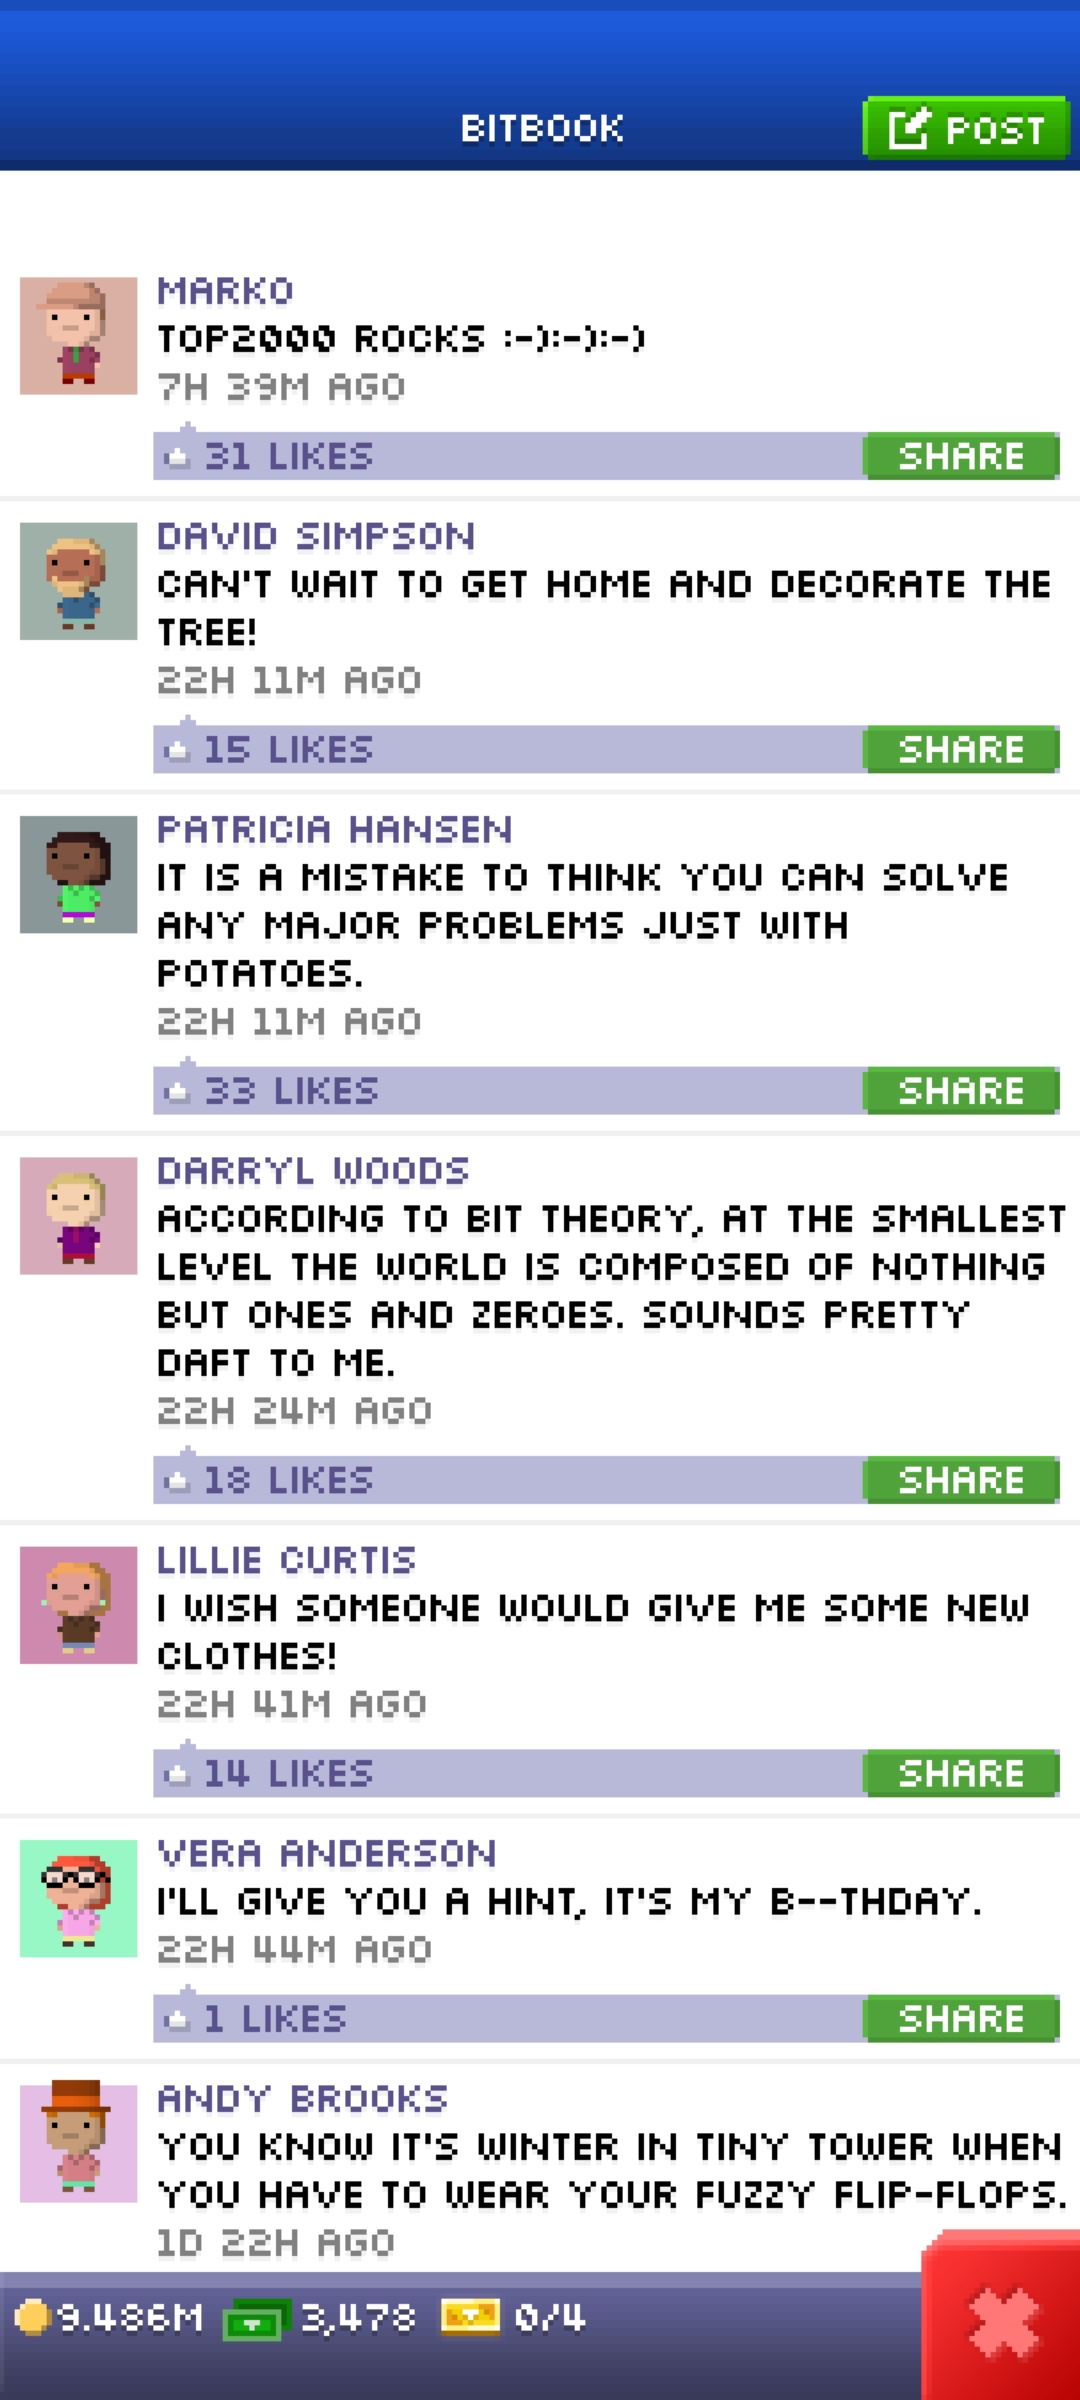 BITBOOK
POST
MARKO
TOP2000 ROCKS :-):-):-)
7H 39M AGO
31 LIKES
SHARE
DAVID SIMPSON
CAN'T WAIT TO GET HOME AND DECORATE THE
TREE!
22H 11M AGO
15 LIKES
SHARE
PATRICIA HANSEN
IT IS A MISTAKE TO THINK YOU CAN SOLVE
ANY MAJOR PROBLEMS JUST WITH
POTATOES.
22H 11M AGO
33 LIKES
SHARE
DARRYL WOODS
ACCORDING TO BIT THEORY, AT THE SMALLEST
LEVEL THE WORLD IS COMPOSED OF NOTHING
BUT ONES AND ZEROES. SOUNDS PRETTY
DAFT TO ME.
22H 24M AGO
18 LIKES
SHARE
LILLIE CURTIS
I WISH SOMEONE WOULD GIVE ME SOME NEW
CLOTHES!
22H 41M AGO
14 LIKES
SHARE
VERA ANDERSON
I'LL GIVE YOU A HINT, IT'S MY B--THDAY.
22H 44M AGO
1 LIKES
SHARE
ANDY BROOKS
YOU KNOW IT'S WINTER IN TINY TOWER WHEN
YOU HAVE TO WEAR YOUR FUZZY FLIP-FLOPS.
1D 22H AGO
9.486M 3,478 0/4